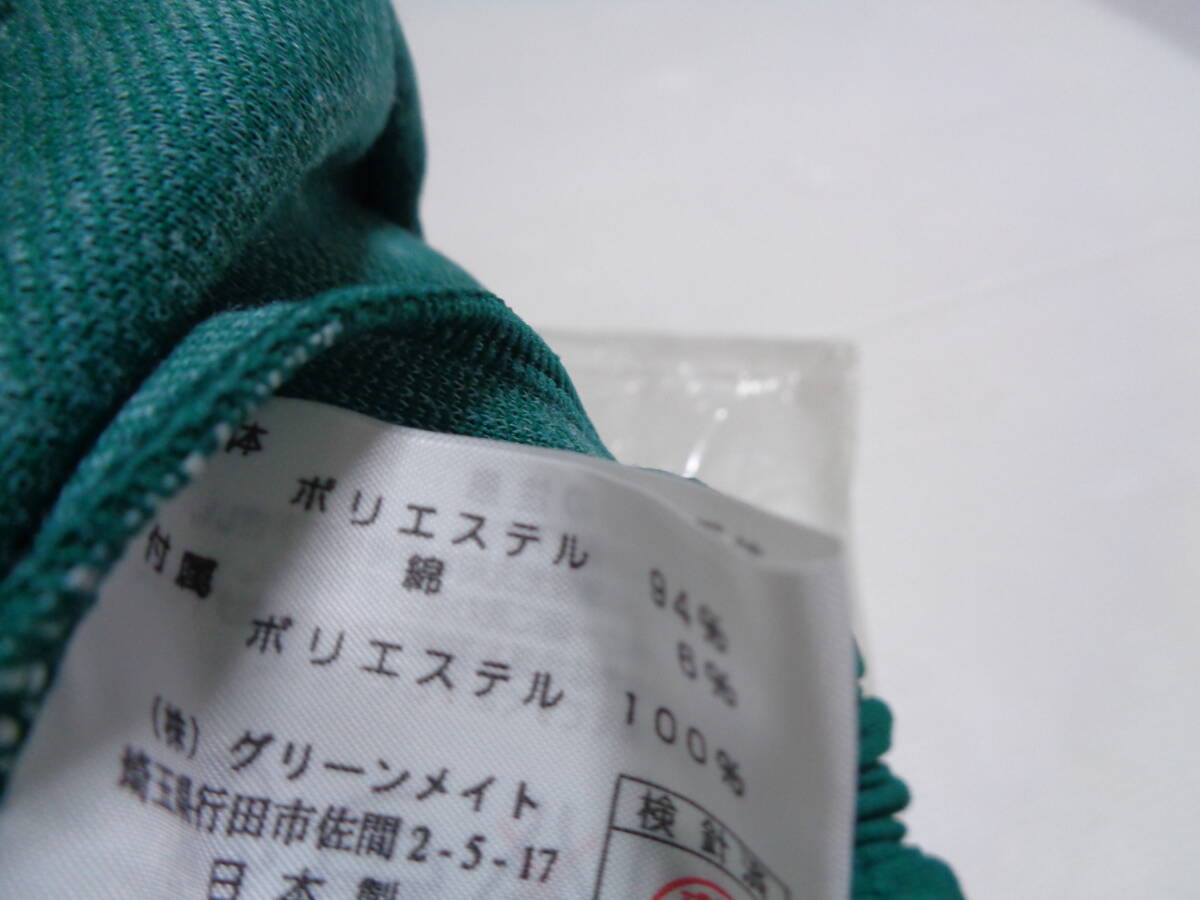 体
ポリエステル 94%
綿 6%
付属
ポリエステル 100%
(株) グリーンメイト
埼玉県行田市佐間2-5-17
日本製
検針